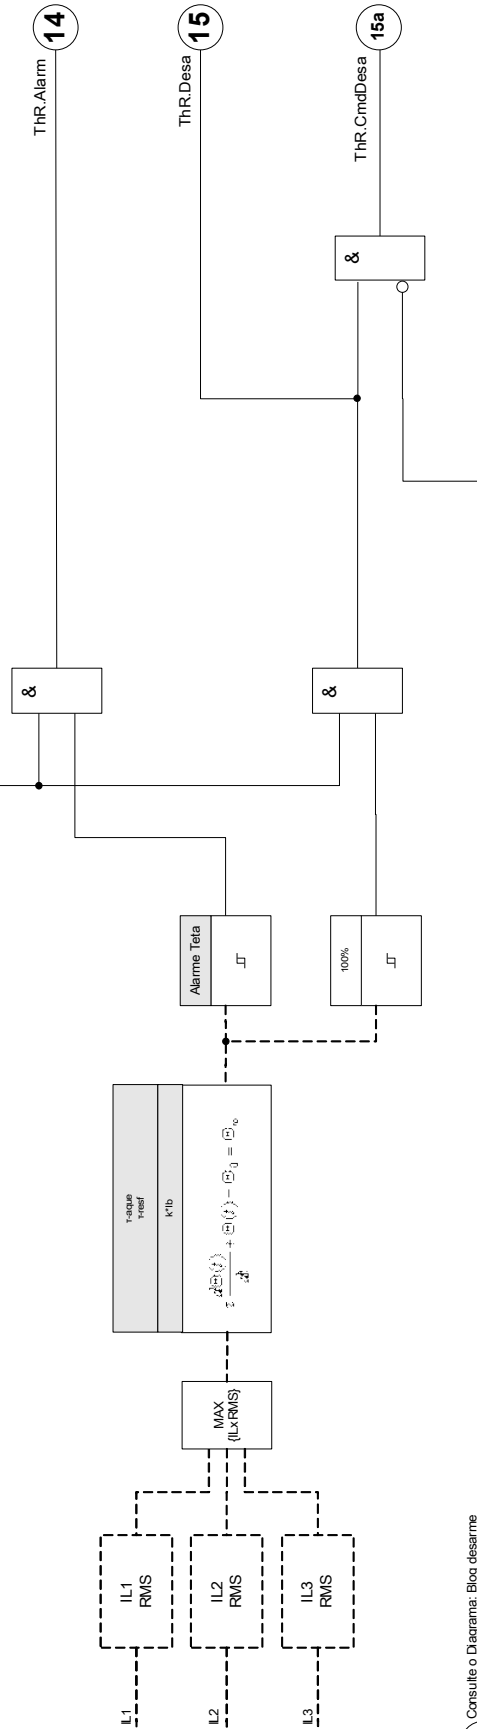 14
ThR.Alarm
15
ThR.Desa
15a
ThR.CmdDesa
&
&
&
Alarme Teta
100%
τ-aque
τ-resf
k*Ib
MAX
{ILx RMS}
IL1
RMS
IL2
RMS
IL3
RMS
IL1
IL2
IL3
Consulte o Diagrama: Bloq desarme